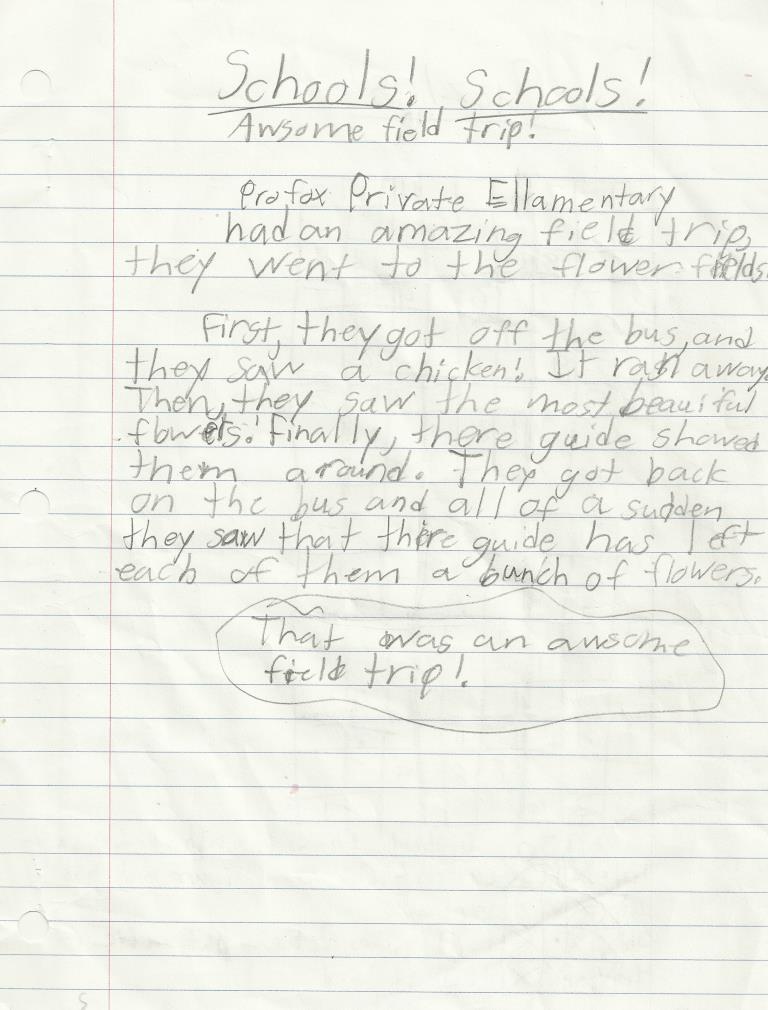 Schools! Schools!
Awsome field trip!
Profox Private Ellamentary
had an amazing field trip,
they went to the flower fields.
First, they got off the bus, and
they saw a chicken! It ran away.
Then, they saw the most beauiful
flowers! Finally, there guide showed
them around. They got back
on the bus and all of a sudden
they saw that there guide has left
each of them a bunch of flowers.
That was an awsome
field trip!